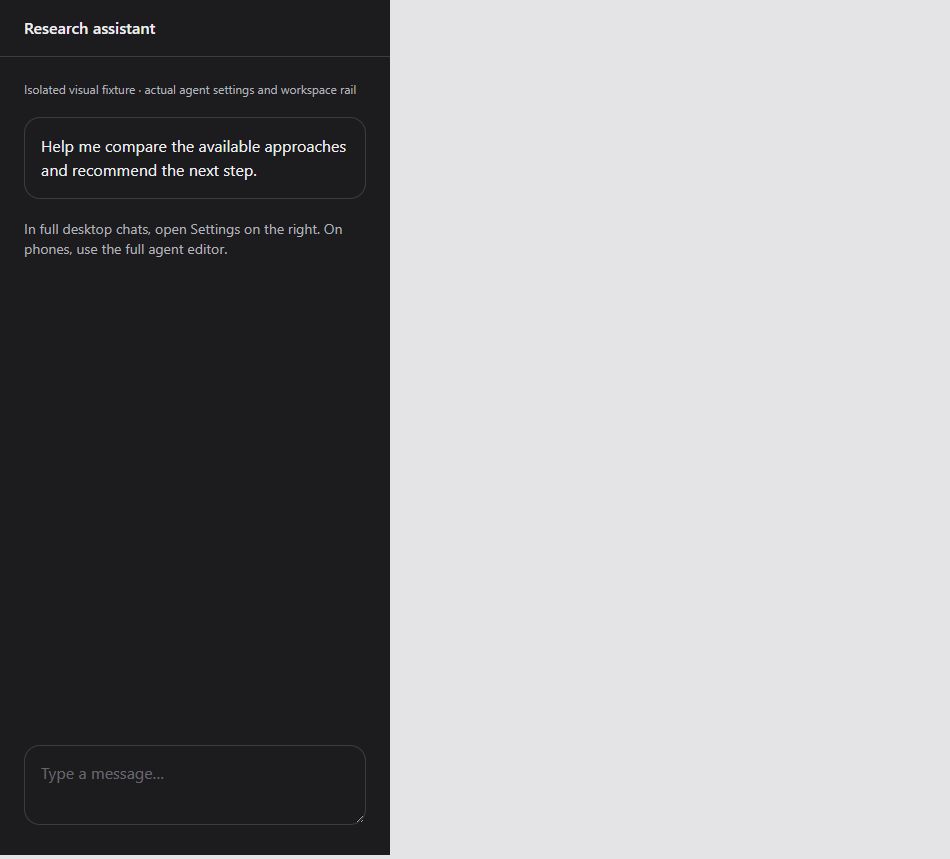 Research assistant
Isolated visual fixture · actual agent settings and workspace rail
Help me compare the available approaches
and recommend the next step.
In full desktop chats, open Settings on the right. On
phones, use the full agent editor.
Type a message...